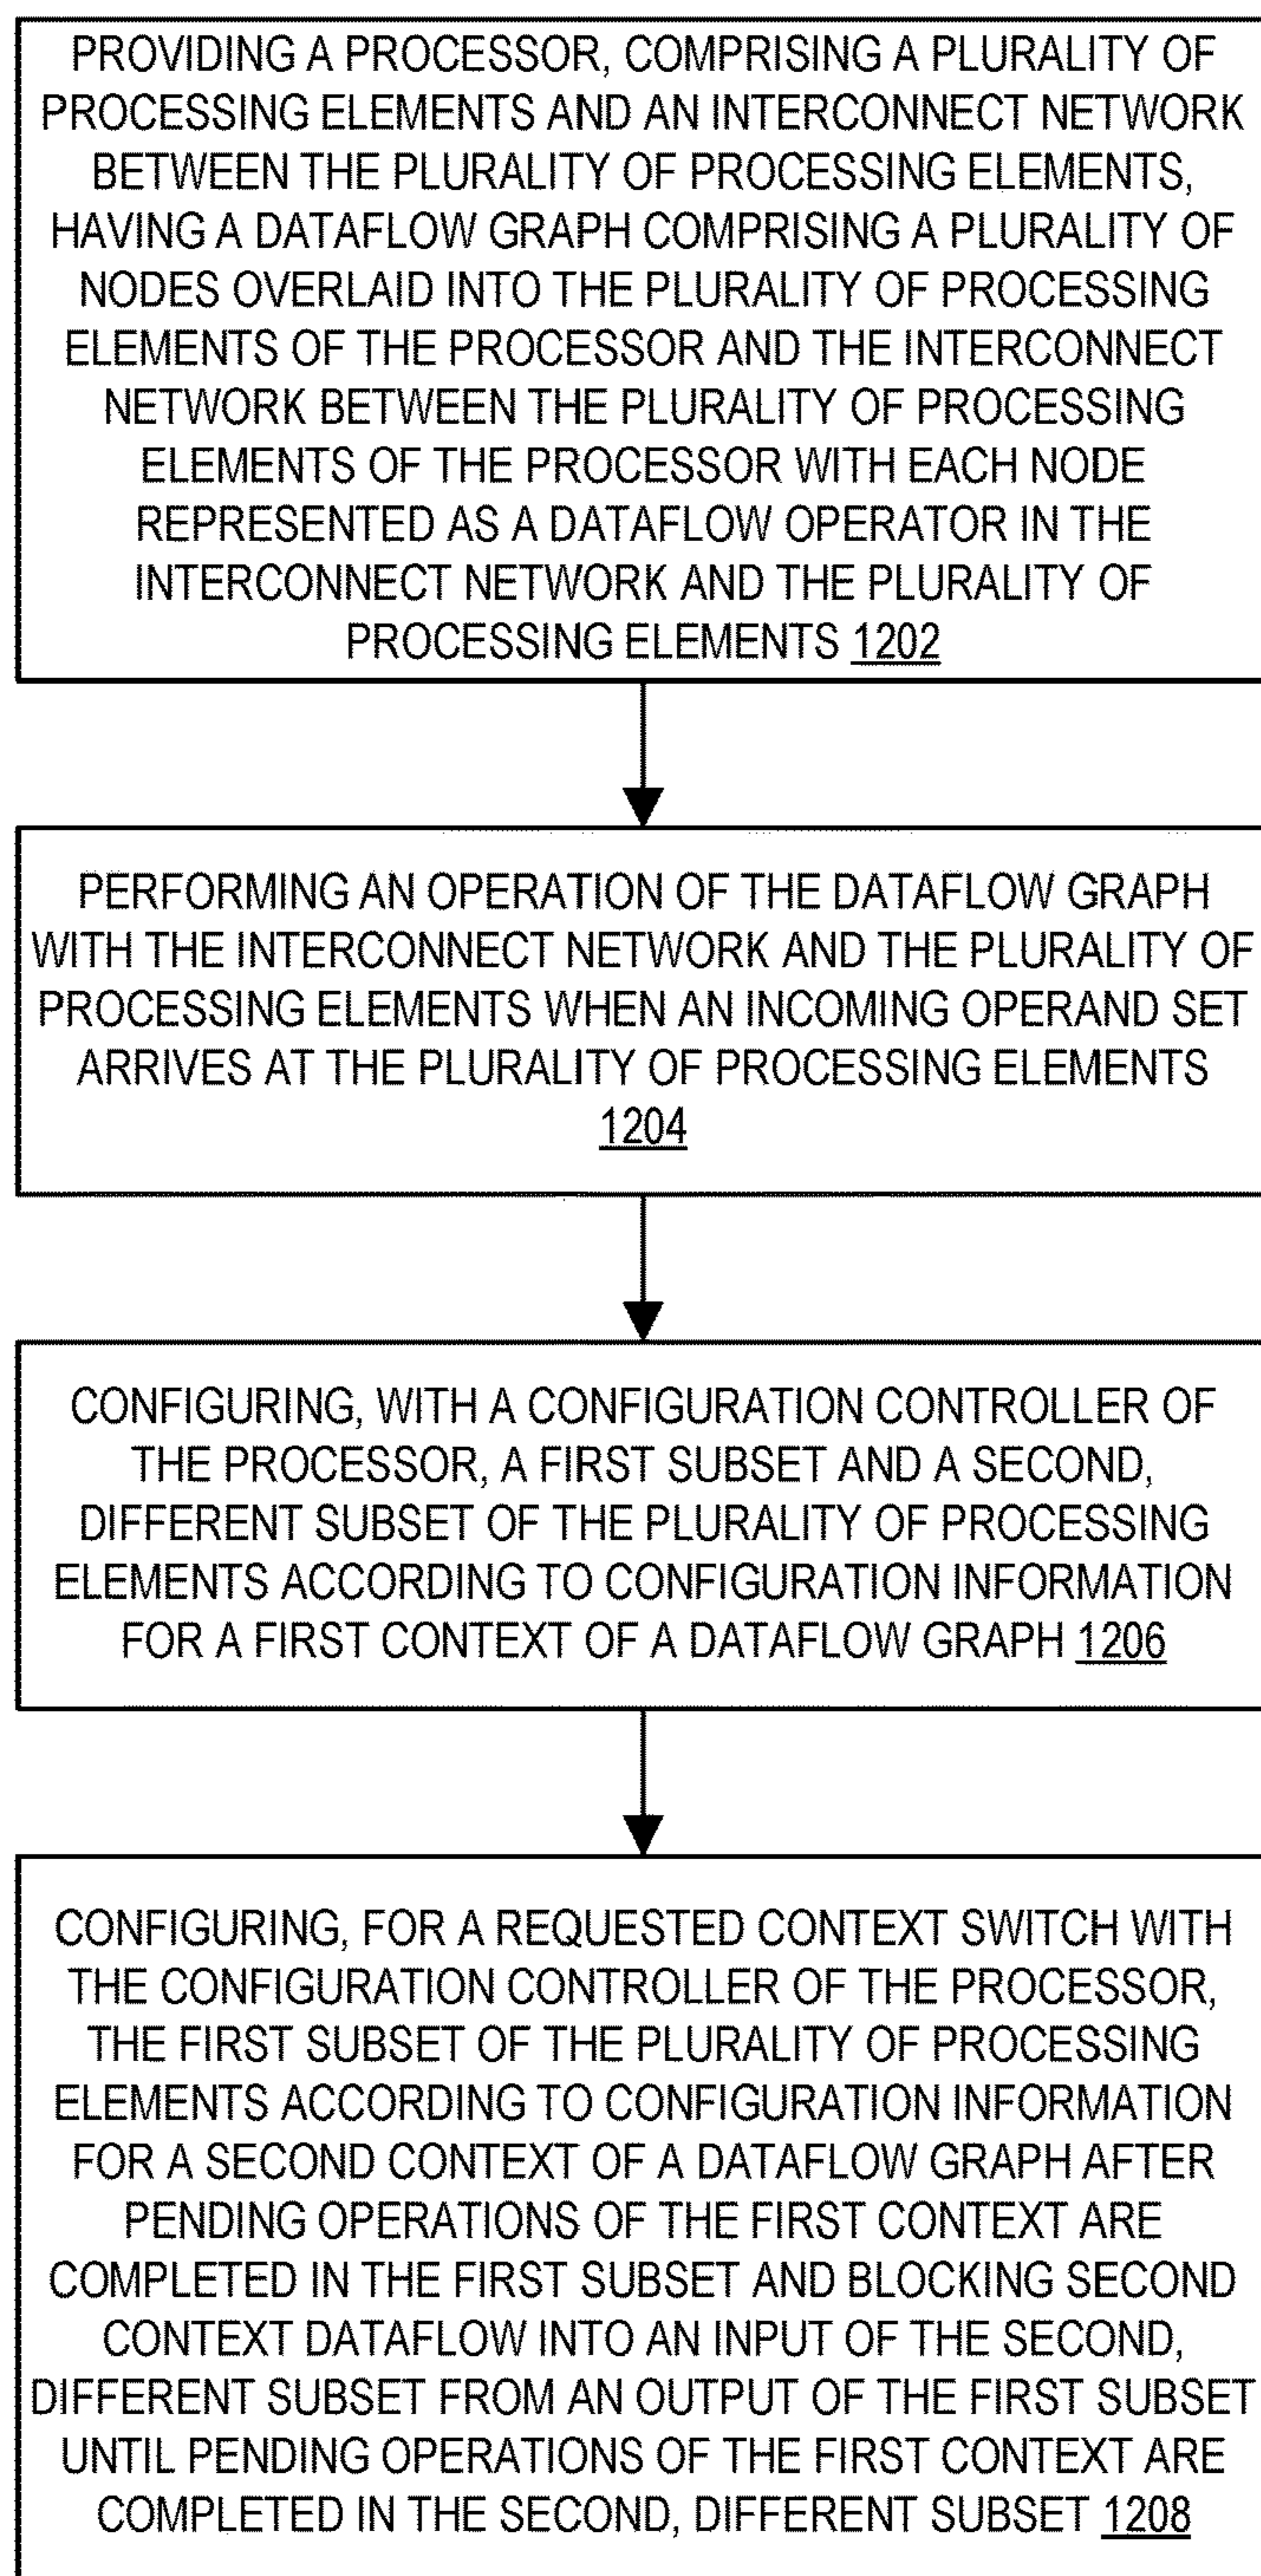 PROVIDING A PROCESSOR, COMPRISING A PLURALITY OF
PROCESSING ELEMENTS AND AN INTERCONNECT NETWORK
BETWEEN THE PLURALITY OF PROCESSING ELEMENTS,
HAVING A DATAFLOW GRAPH COMPRISING A PLURALITY OF
NODES OVERLAID INTO THE PLURALITY OF PROCESSING
ELEMENTS OF THE PROCESSOR AND THE INTERCONNECT
NETWORK BETWEEN THE PLURALITY OF PROCESSING
ELEMENTS OF THE PROCESSOR WITH EACH NODE
REPRESENTED AS A DATAFLOW OPERATOR IN THE
INTERCONNECT NETWORK AND THE PLURALITY OF
PROCESSING ELEMENTS 1202
PERFORMING AN OPERATION OF THE DATAFLOW GRAPH
WITH THE INTERCONNECT NETWORK AND THE PLURALITY OF
PROCESSING ELEMENTS WHEN AN INCOMING OPERAND SET
ARRIVES AT THE PLURALITY OF PROCESSING ELEMENTS
1204
CONFIGURING, WITH A CONFIGURATION CONTROLLER OF
THE PROCESSOR, A FIRST SUBSET AND A SECOND,
DIFFERENT SUBSET OF THE PLURALITY OF PROCESSING
ELEMENTS ACCORDING TO CONFIGURATION INFORMATION
FOR A FIRST CONTEXT OF A DATAFLOW GRAPH 1206
CONFIGURING, FOR A REQUESTED CONTEXT SWITCH WITH
THE CONFIGURATION CONTROLLER OF THE PROCESSOR,
THE FIRST SUBSET OF THE PLURALITY OF PROCESSING
ELEMENTS ACCORDING TO CONFIGURATION INFORMATION
FOR A SECOND CONTEXT OF A DATAFLOW GRAPH AFTER
PENDING OPERATIONS OF THE FIRST CONTEXT ARE
COMPLETED IN THE FIRST SUBSET AND BLOCKING SECOND
CONTEXT DATAFLOW INTO AN INPUT OF THE SECOND,
DIFFERENT SUBSET FROM AN OUTPUT OF THE FIRST SUBSET
UNTIL PENDING OPERATIONS OF THE FIRST CONTEXT ARE
COMPLETED IN THE SECOND, DIFFERENT SUBSET 1208